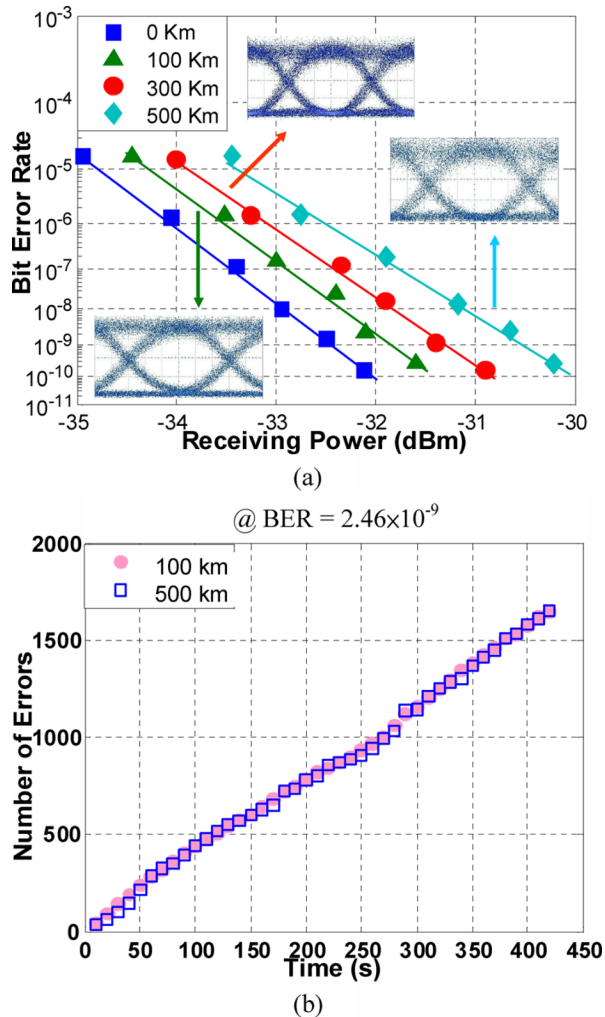 10⁻³
0 Km
100 Km
300 Km
500 Km
10⁻⁴
10⁻⁵
10⁻⁶
10⁻⁷
10⁻⁸
10⁻⁹
10⁻¹⁰
10⁻¹¹
Bit Error Rate
-35 -34 -33 -32 -31 -30
Receiving Power (dBm)
(a)
@ BER = 2.46×10⁻⁹
2000
100 km
500 km
1500
1000
500
0
Number of Errors
0 50 100 150 200 250 300 350 400 450
Time (s)
(b)